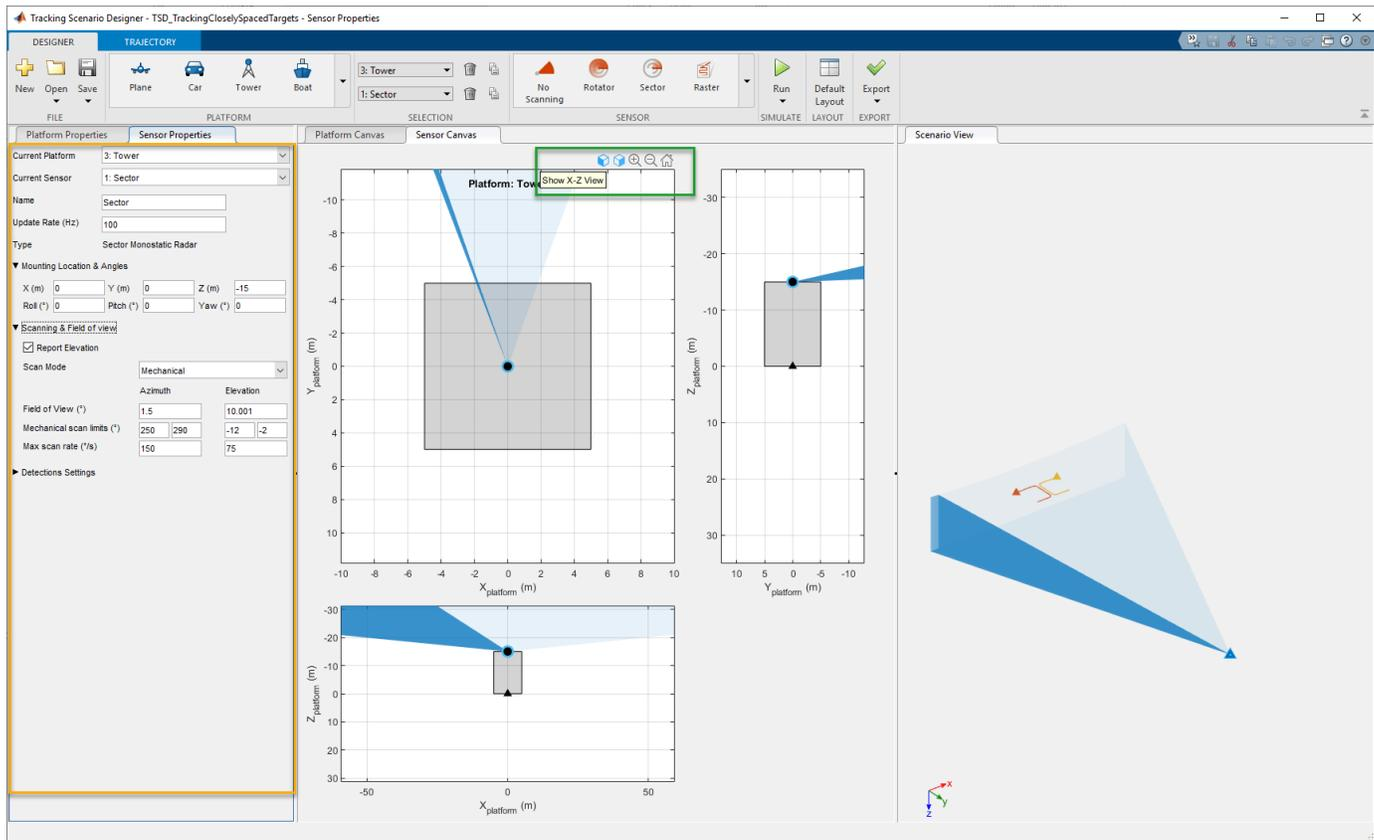 Tracking Scenario Designer - TSD_TrackingCloselySpacedTargets - Sensor Properties
DESIGNER TRAJECTORY
New Open Save Plane Car Tower Boat 3: Tower 1: Sector No Scanning Rotator Sector Raster Run Default Layout Export
FILE PLATFORM SELECTION SENSOR SIMULATE LAYOUT EXPORT
Platform Properties Sensor Properties Platform Canvas Sensor Canvas Scenario View
Current Platform 3: Tower
Current Sensor 1: Sector
Name Sector
Update Rate (Hz) 100
Type Sector Monostatic Radar
Mounting Location & Angles
X (m) 0 Y (m) 0 Z (m) -15
Roll (°) 0 Pitch (°) 0 Yaw (°) 0
Scanning & Field of view
Report Elevation
Scan Mode Mechanical
Azimuth Elevation
Field of View (°) 1.5 10.001
Mechanical scan limits (°) 250 290 -12 -2
Max scan rate (°/s) 150 75
Detections Settings
Show X-Z View
Platform: Tow
-10
-8
-6
-4
-2
0
2
4
6
8
10
Y platform (m)
-10 -8 -6 -4 -2 0 2 4 6 8 10
X platform (m)
-30
-20
-10
0
10
20
30
Z platform (m)
10 5 0 -5 -10
Y platform (m)
-30
-20
-10
0
10
20
30
Z platform (m)
-50 0 50
X platform (m)
x
y
z